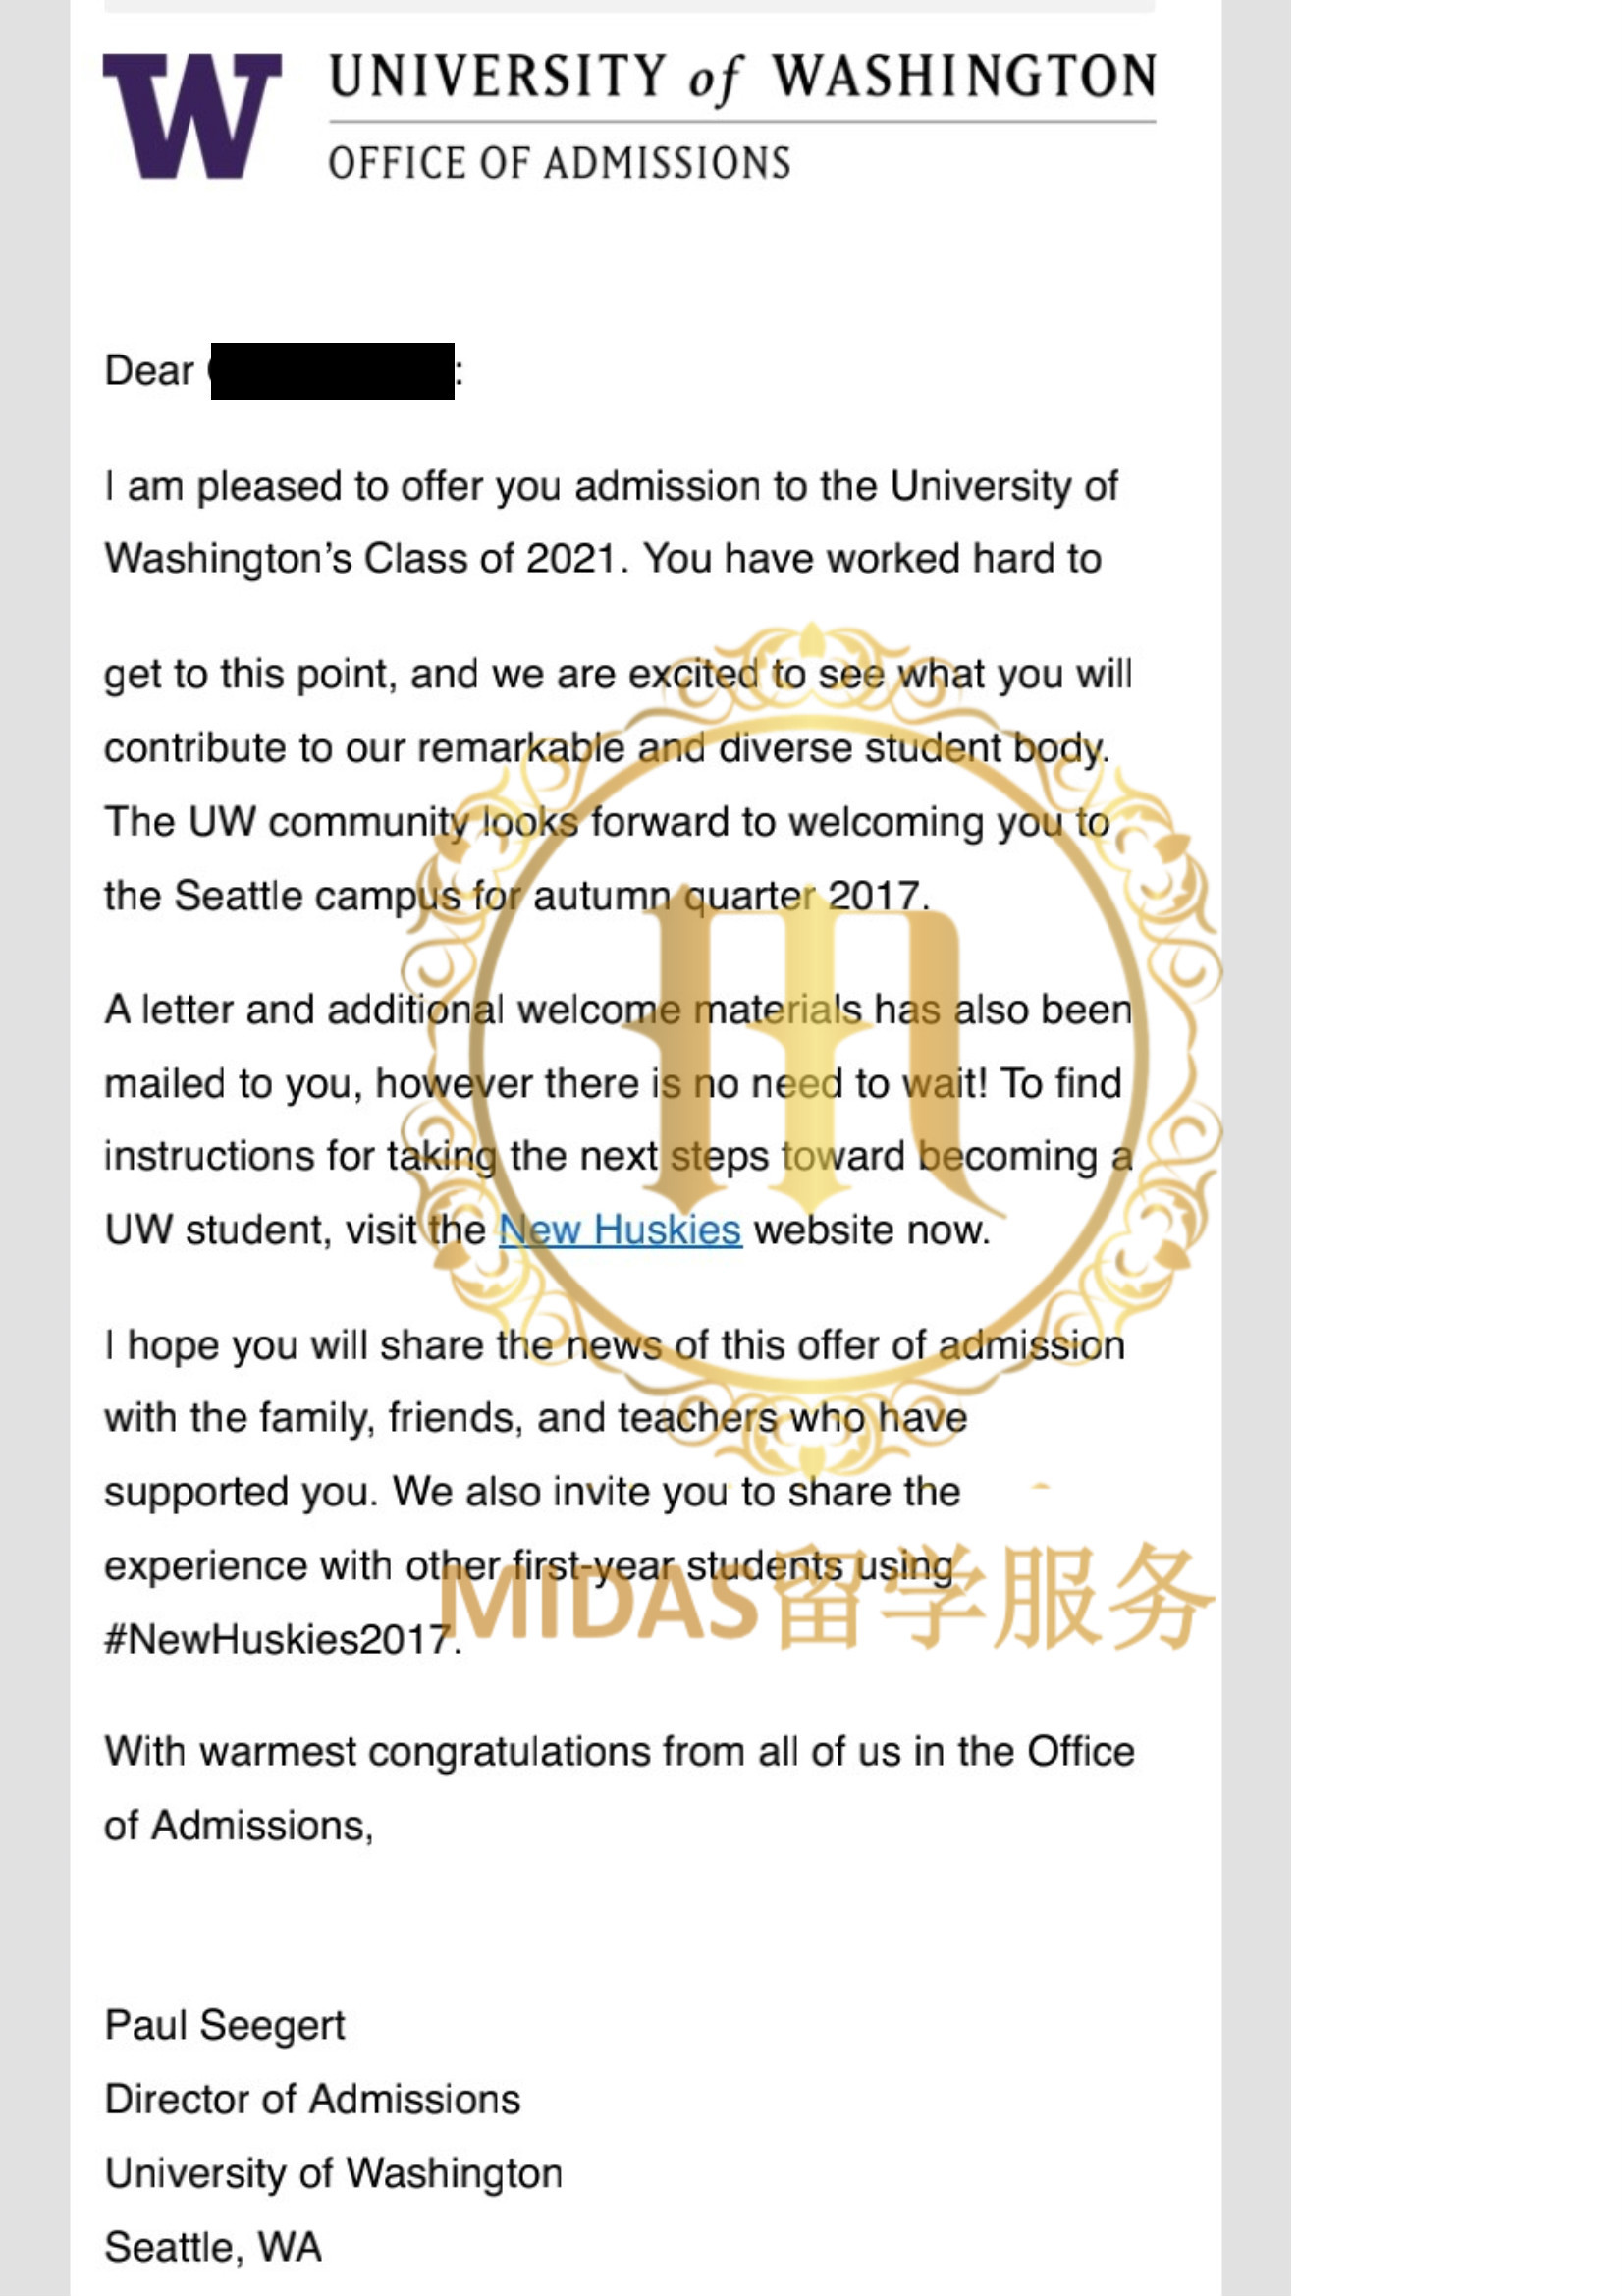 W
UNIVERSITY of WASHINGTON
OFFICE OF ADMISSIONS
Dear :
I am pleased to offer you admission to the University of
Washington’s Class of 2021. You have worked hard to
get to this point, and we are excited to see what you will
contribute to our remarkable and diverse student body.
The UW community looks forward to welcoming you to
the Seattle campus for autumn quarter 2017.
A letter and additional welcome materials has also been
mailed to you, however there is no need to wait! To find
instructions for taking the next steps toward becoming a
UW student, visit the New Huskies website now.
I hope you will share the news of this offer of admission
with the family, friends, and teachers who have
supported you. We also invite you to share the
experience with other first-year students using
#NewHuskies2017.
M
MIDAS留学服务
With warmest congratulations from all of us in the Office
of Admissions,
Paul Seegert
Director of Admissions
University of Washington
Seattle, WA